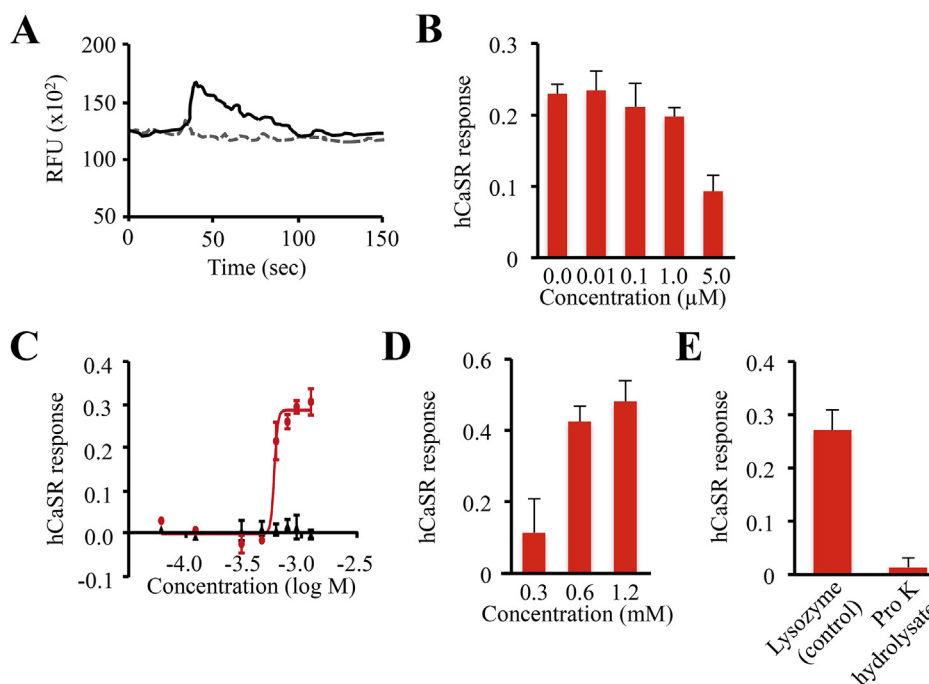 A
RFU (x10²)
200
150
100
50
0
50
100
150
Time (sec)
B
hCaSR response
0.3
0.2
0.1
0
0.0 0.01 0.1 1.0 5.0
Concentration (µM)
C
hCaSR response
0.4
0.3
0.2
0.1
0.0
-0.1
-4.0 -3.5 -3.0 -2.5
Concentration (log M)
D
hCaSR response
0.6
0.4
0.2
0
0.3 0.6 1.2
Concentration (mM)
E
hCaSR response
0.4
0.3
0.2
0.1
0
Lysozyme
(control)
Pro K
hydrolysate